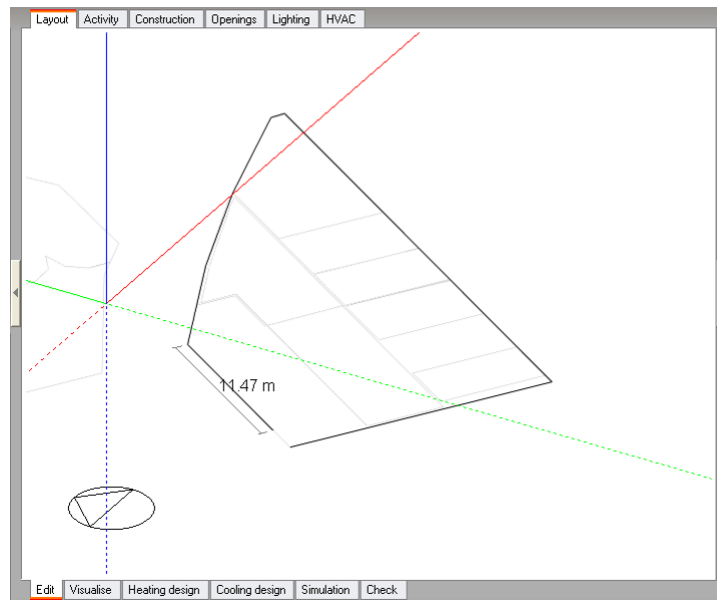 Layout Activity Construction Openings Lighting HVAC
11.47 m
Edit Visualise Heating design Cooling design Simulation Check